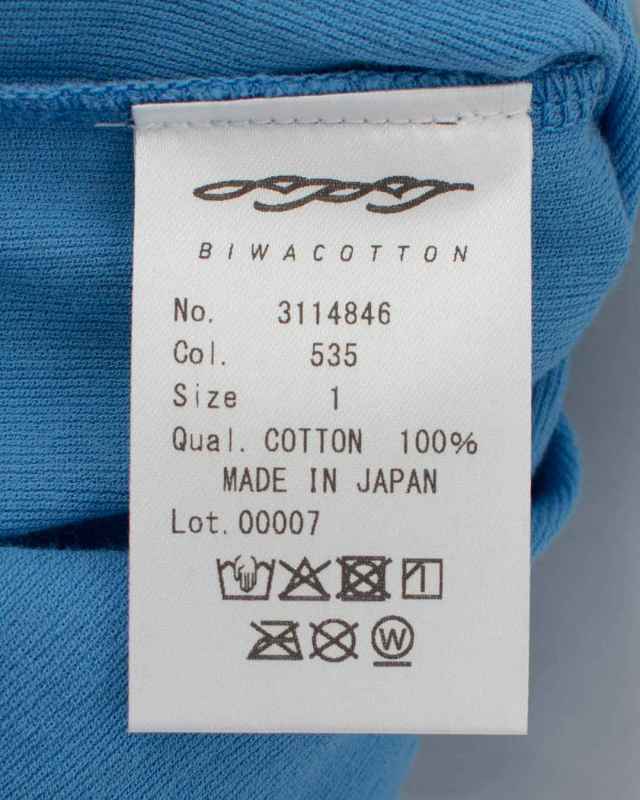 BIWACOTTON
No. 3114846
Col. 535
Size 1
Qual. COTTON 100%
MADE IN JAPAN
Lot. 00007
W